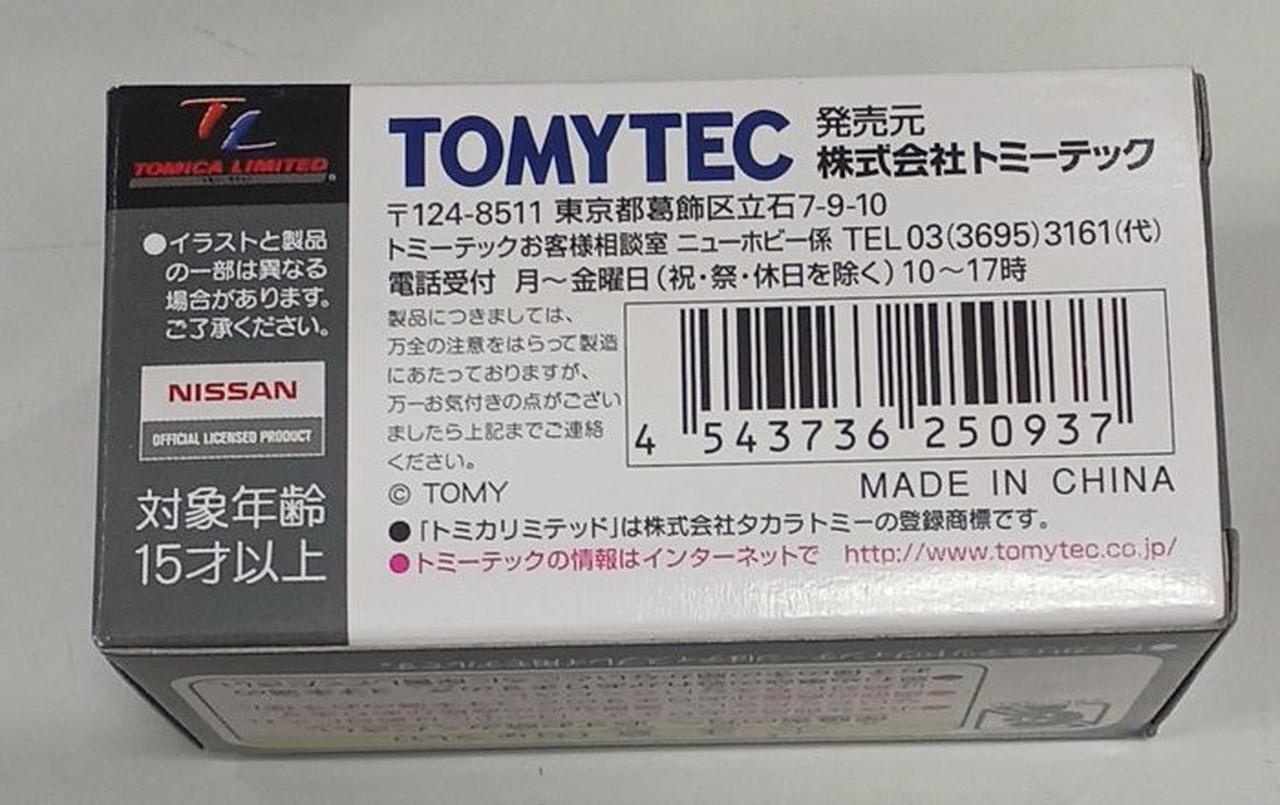 TL
TOMICA LIMITED
●イラストと製品
の一部は異なる
場合があります。
ご了承ください。
NISSAN
OFFICIAL LICENSED PRODUCT
対象年齢
15才以上
TOMYTEC
発売元
株式会社トミーテック
〒124-8511 東京都葛飾区立石7-9-10
トミーテックお客様相談室 ニューホビー係 TEL 03(3695)3161(代)
電話受付 月～金曜日(祝・祭・休日を除く)10～17時
製品につきましては、
万全の注意をはらって製造
にあたっておりますが、
万一お気付きの点がござい
ましたら上記までご連絡
ください。
4 543736 250937
© TOMY
MADE IN CHINA
●「トミカリミテッド」は株式会社タカラトミーの登録商標です。
●トミーテックの情報はインターネットで http://www.tomytec.co.jp/